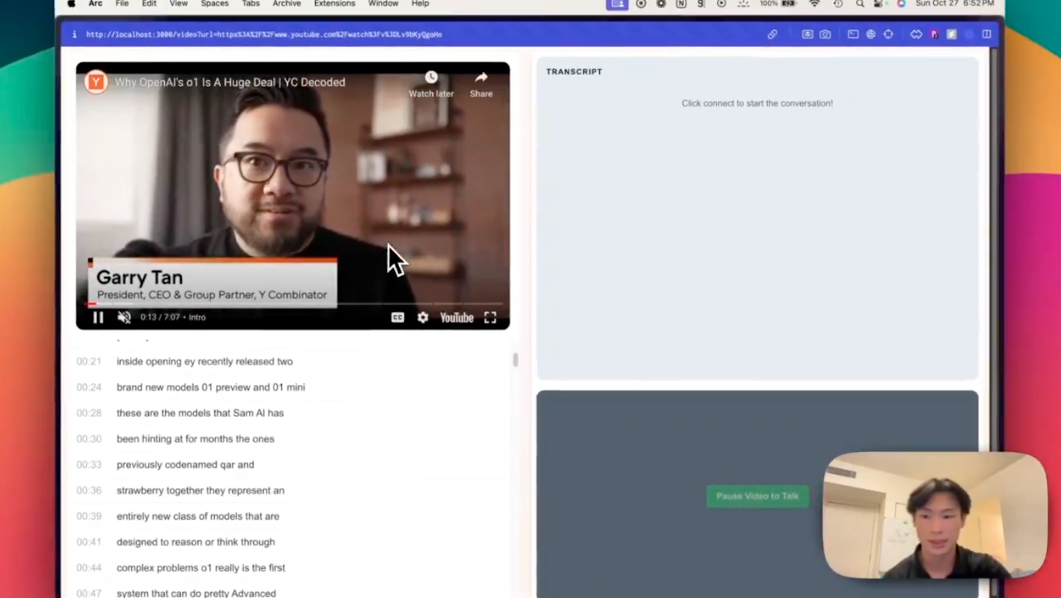 Arc File Edit View Spaces Tabs Archive Extensions Window Help
100% Sun Oct 27 6:52PM
http://localhost:3000/video?url=https%3A%2F%2Fwww.youtube.com%2Fwatch%3Fv%3DLv9bKyQgoHo
Y Why OpenAI's o1 Is A Huge Deal | YC Decoded
Watch later Share
Garry Tan
President, CEO & Group Partner, Y Combinator
0:13 / 7:07 • Intro
CC YouTube
00:21 inside opening ey recently released two
00:24 brand new models 01 preview and 01 mini
00:28 these are the models that Sam Al has
00:30 been hinting at for months the ones
00:33 previously codenamed qar and
00:36 strawberry together they represent an
00:39 entirely new class of models that are
00:41 designed to reason or think through
00:44 complex problems o1 really is the first
00:47 system that can do pretty Advanced
TRANSCRIPT
Click connect to start the conversation!
Pause Video to Talk